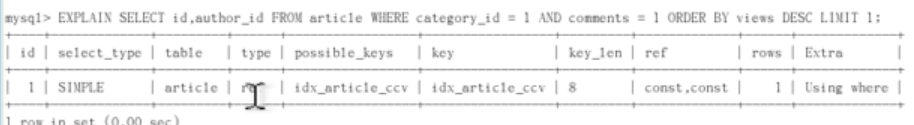 mysql> EXPLAIN SELECT id,author_id FROM article WHERE category_id = 1 AND comments = 1 ORDER BY views DESC LIMIT 1;
| id | select_type | table | type | possible_keys | key | key_len | ref | rows | Extra |
| 1 | SIMPLE | article | | idx_article_ccv | idx_article_ccv | 8 | const,const | 1 | Using where |
1 row in set (0.00 sec)